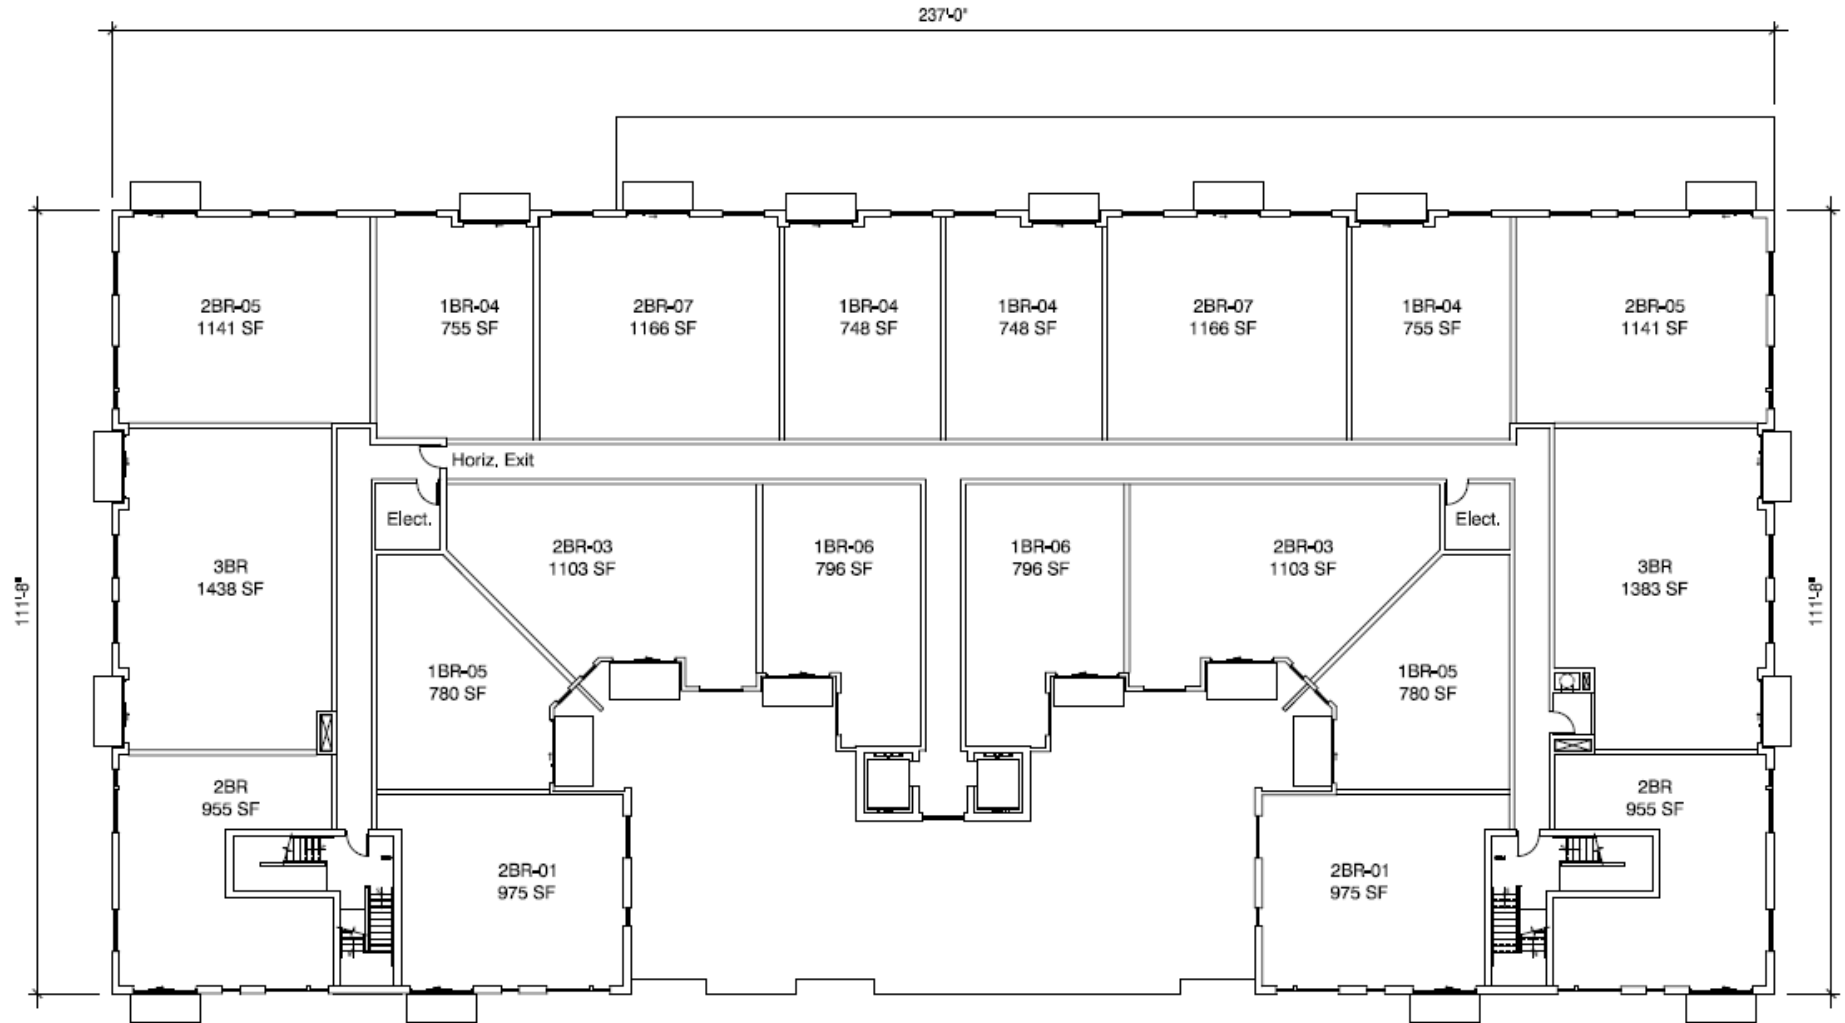 237'-0"
2BR-05
1141 SF
1BR-04
755 SF
2BR-07
1166 SF
1BR-04
748 SF
1BR-04
748 SF
2BR-07
1166 SF
1BR-04
755 SF
2BR-05
1141 SF
Horiz. Exit
Elect.
Elect.
2BR-03
1103 SF
1BR-06
796 SF
1BR-06
796 SF
2BR-03
1103 SF
3BR
1438 SF
3BR
1383 SF
111'-8"
111'-8"
1BR-05
780 SF
1BR-05
780 SF
2BR
955 SF
2BR
955 SF
2BR-01
975 SF
2BR-01
975 SF